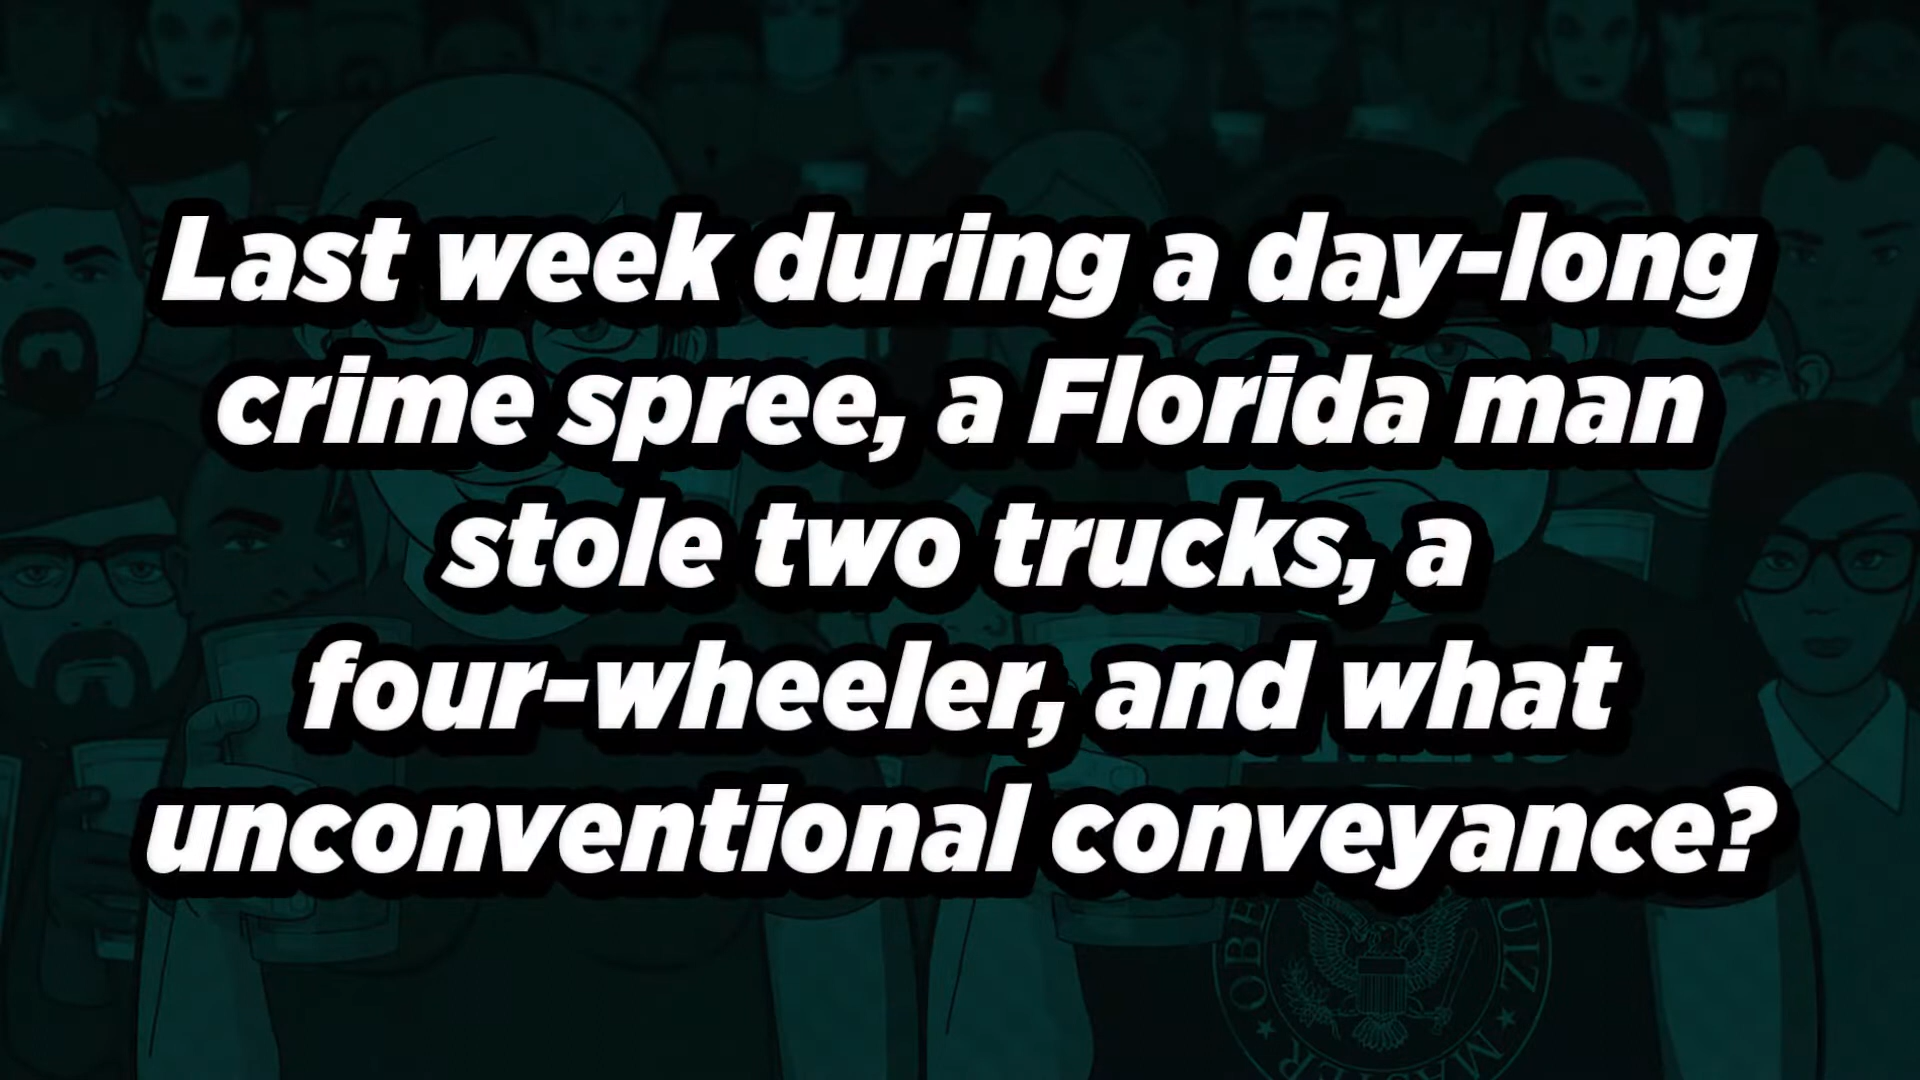 Last week during a day-long
crime spree, a Florida man
stole two trucks, a
four-wheeler, and what
unconventional conveyance?